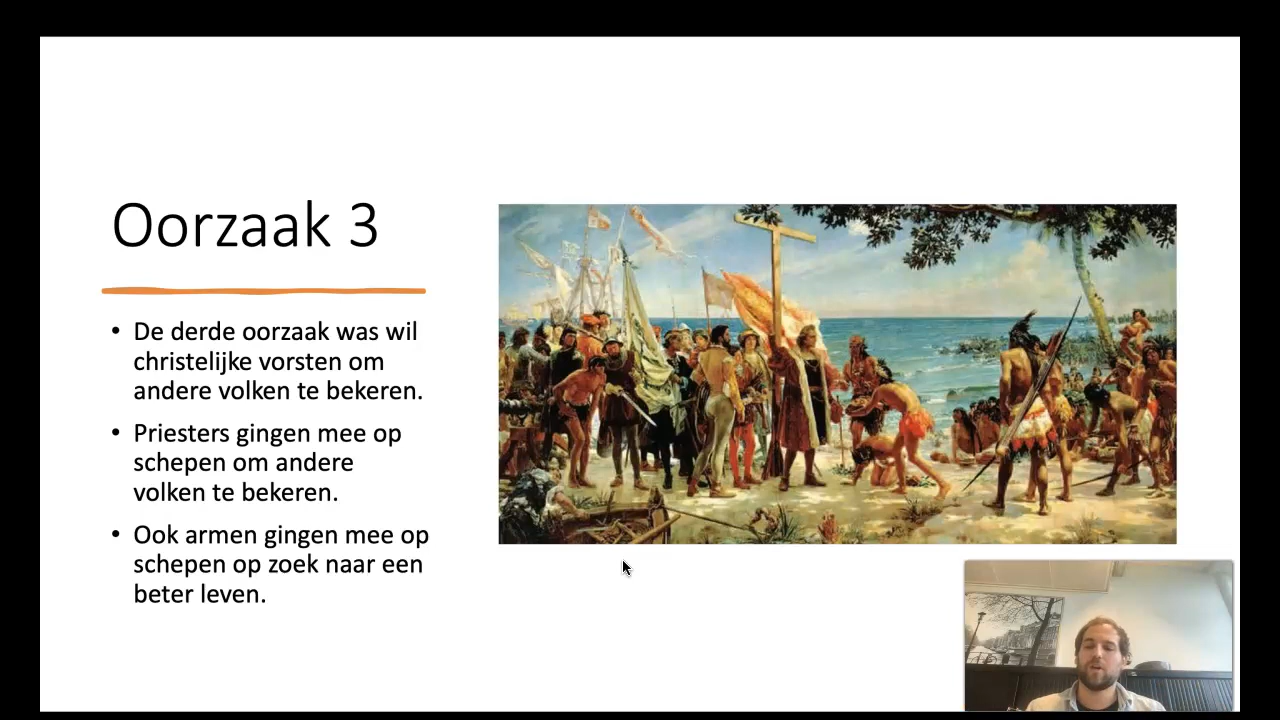 Oorzaak 3
• De derde oorzaak was wil
christelijke vorsten om
andere volken te bekeren.
• Priesters gingen mee op
schepen om andere
volken te bekeren.
• Ook armen gingen mee op
schepen op zoek naar een
beter leven.